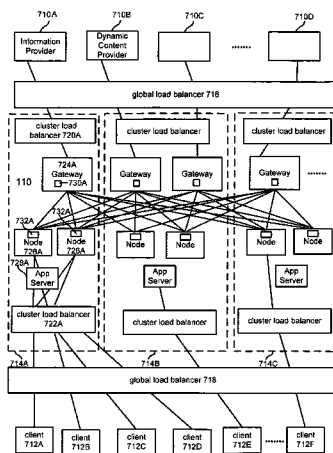 710A
710B
710C
710D
Information
Provider
Dynamic
Content
Provider
global load balancer 716
cluster load
balancer 720A
cluster load balancer
cluster load balancer
110
724A
Gateway
730A
Gateway
Gateway
Gateway
732A
732A
Node
726A
Node
726A
Node
Node
Node
Node
728A
App
Server
App
Server
App
Server
cluster load balancer
722A
cluster load balancer
cluster load balancer
714A
714B
714C
global load balancer 718
client
712A
client
712B
client
712C
client
712D
client
712E
client
712F